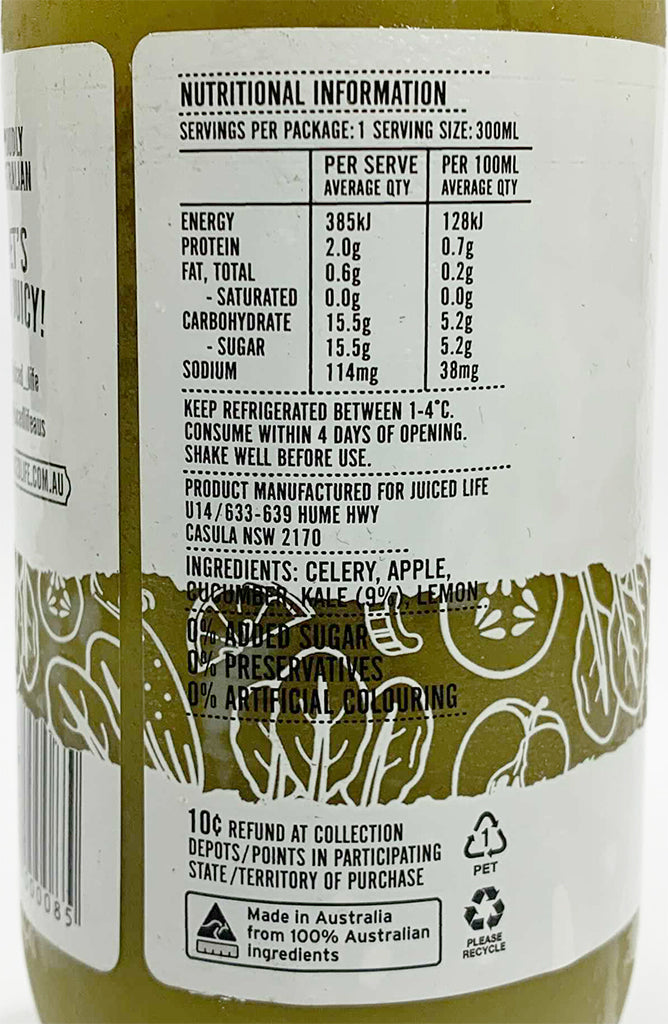 NUTRITIONAL INFORMATION
SERVINGS PER PACKAGE: 1 SERVING SIZE: 300ML
PER SERVE PER 100ML
AVERAGE QTY AVERAGE QTY
ENERGY 385kJ 128kJ
PROTEIN 2.0g 0.7g
FAT, TOTAL 0.6g 0.2g
- SATURATED 0.0g 0.0g
CARBOHYDRATE 15.5g 5.2g
- SUGAR 15.5g 5.2g
SODIUM 114mg 38mg
KEEP REFRIGERATED BETWEEN 1-4°C.
CONSUME WITHIN 4 DAYS OF OPENING.
SHAKE WELL BEFORE USE.
PRODUCT MANUFACTURED FOR JUICED LIFE
U14/633-639 HUME HWY
CASULA NSW 2170
INGREDIENTS: CELERY, APPLE,
CUCUMBER, KALE (9%), LEMON
0% ADDED SUGAR
0% PRESERVATIVES
0% ARTIFICIAL COLOURING
10¢ REFUND AT COLLECTION
DEPOTS/POINTS IN PARTICIPATING
STATE/TERRITORY OF PURCHASE
1
PET
Made in Australia
from 100% Australian
ingredients
PLEASE
RECYCLE